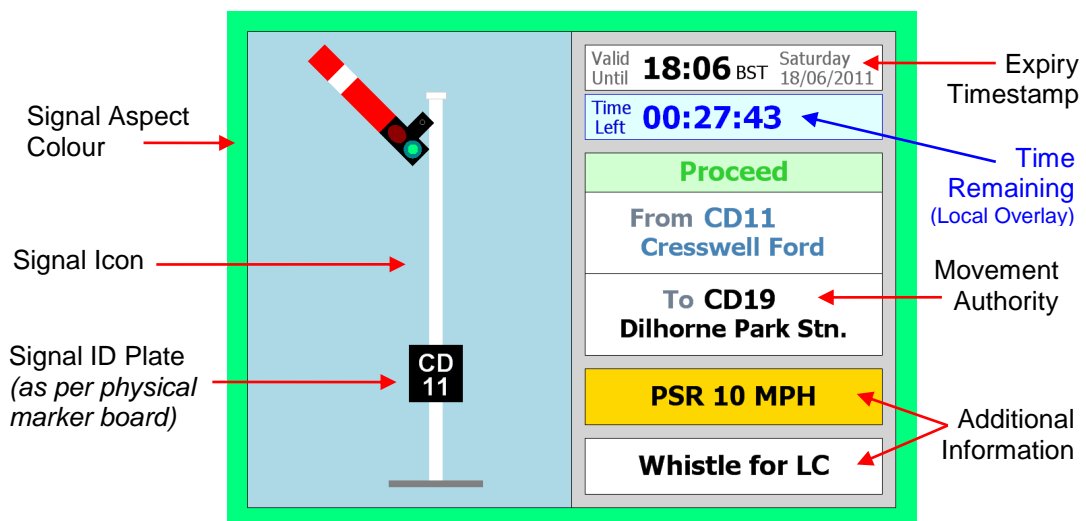 Signal Aspect
Colour
Signal Icon
Signal ID Plate
(as per physical
marker board)
CD
11
Valid
Until
18:06 BST
Saturday
18/06/2011
Time
Left
00:27:43
Proceed
From CD11
Cresswell Ford
To CD19
Dilhorne Park Stn.
PSR 10 MPH
Whistle for LC
Expiry
Timestamp
Time
Remaining
(Local Overlay)
Movement
Authority
Additional
Information